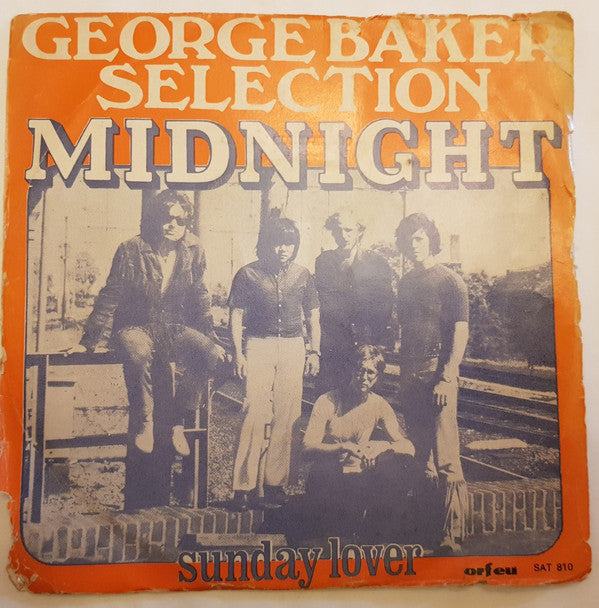 GEORGE BAKER
SELECTION
MIDNIGHT
sunday lover
orfeu SAT 810